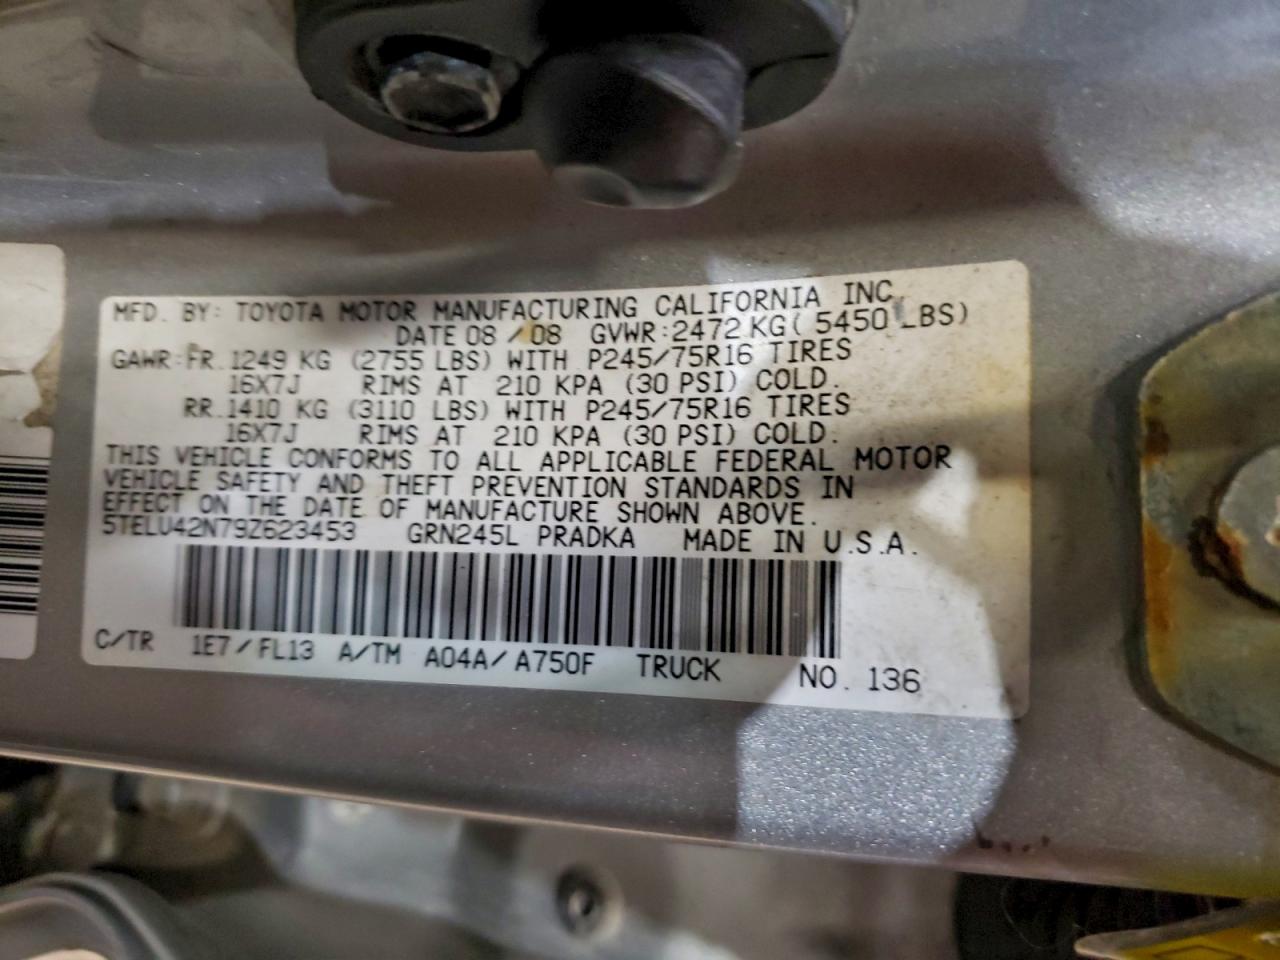 MFD. BY: TOYOTA MOTOR MANUFACTURING CALIFORNIA INC.
DATE 08 / 08 GVWR:2472 KG( 5450 LBS)
GAWR:FR. 1249 KG (2755 LBS) WITH P245/75R16 TIRES
16X7J RIMS AT 210 KPA (30 PSI) COLD.
RR.1410 KG (3110 LBS) WITH P245/75R16 TIRES
16X7J RIMS AT 210 KPA (30 PSI) COLD.
THIS VEHICLE CONFORMS TO ALL APPLICABLE FEDERAL MOTOR
VEHICLE SAFETY AND THEFT PREVENTION STANDARDS IN
EFFECT ON THE DATE OF MANUFACTURE SHOWN ABOVE.
5TELU42N79Z623453 GRN245L PRADKA MADE IN U.S.A.
C/TR 1E7/FL13 A/TM A04A/A750F TRUCK NO. 136